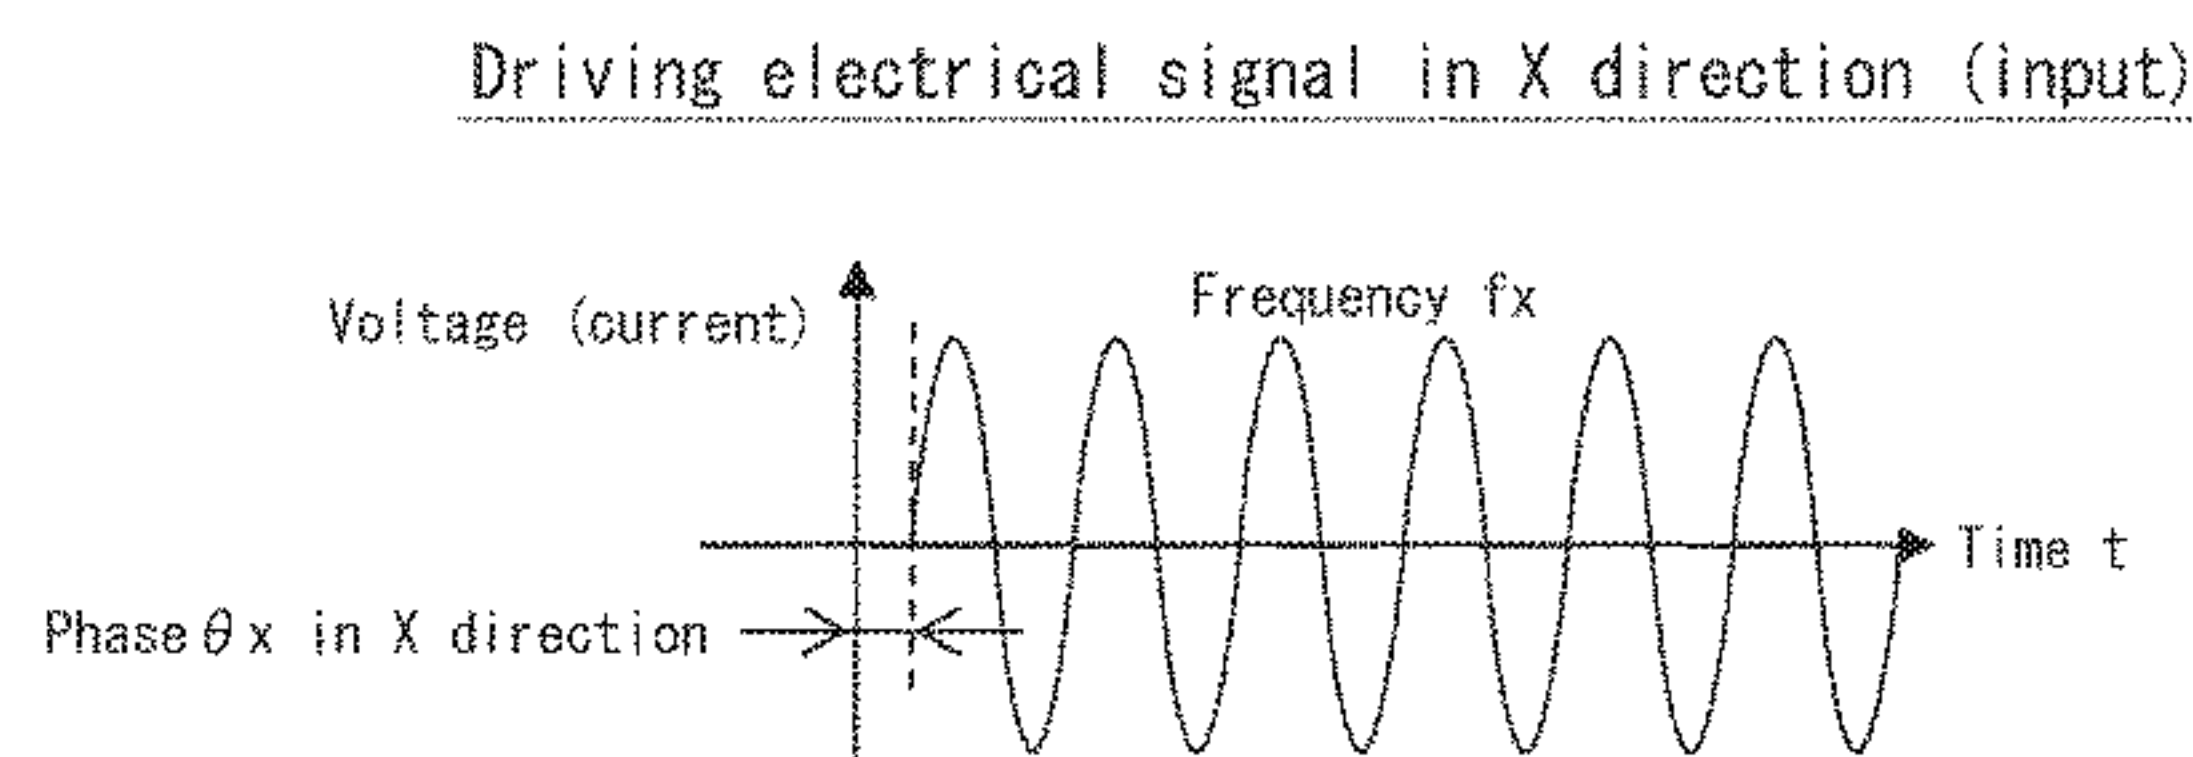 Driving electrical signal in X direction (input)
Frequency fx
Voltage (current)
Time t
Phase θx in X direction